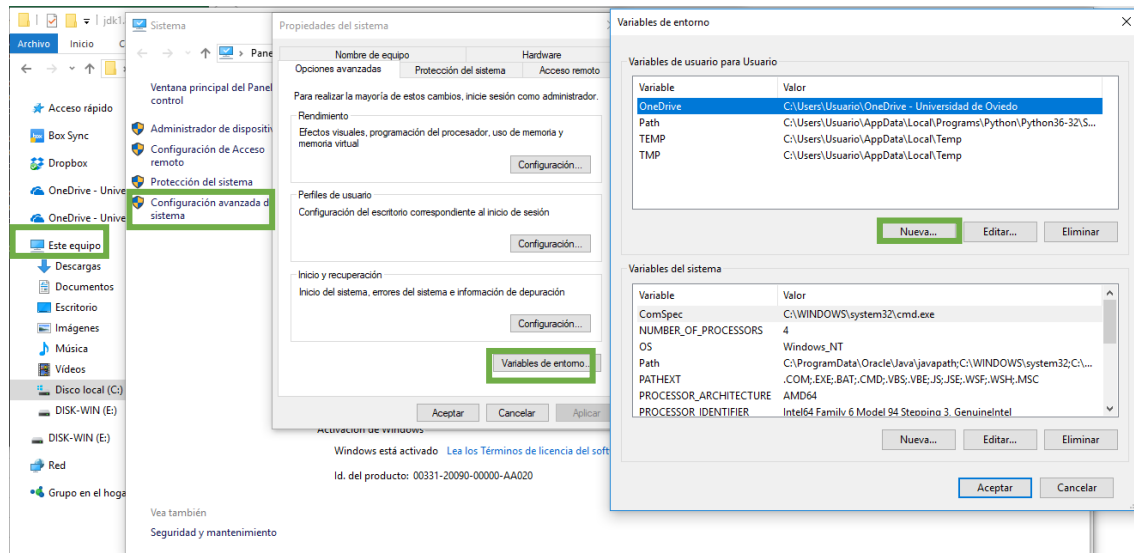 jdk1.
Archivo Inicio C
Acceso rápido
Box Sync
Dropbox
OneDrive - Unive
OneDrive - Unive
Este equipo
Descargas
Documentos
Escritorio
Imágenes
Música
Vídeos
Disco local (C:)
DISK-WIN (E:)
DISK-WIN (E:)
Red
Grupo en el hoga
Sistema
Pane
Ventana principal del Panel
control
Administrador de dispositiv
Configuración de Acceso
remoto
Protección del sistema
Configuración avanzada d
sistema
Activación de Windows
Windows está activado Lea los Términos de licencia del soft
Id. del producto: 00331-20090-00000-AA020
Vea también
Seguridad y mantenimiento
Propiedades del sistema
Nombre de equipo Hardware
Opciones avanzadas Protección del sistema Acceso remoto
Para realizar la mayoría de estos cambios, inicie sesión como administrador.
Rendimiento
Efectos visuales, programación del procesador, uso de memoria y
memoria virtual
Configuración...
Perfiles de usuario
Configuración del escritorio correspondiente al inicio de sesión
Configuración...
Inicio y recuperación
Inicio del sistema, errores del sistema e información de depuración
Configuración...
Variables de entorno...
Aceptar Cancelar Aplicar
Variables de entorno
Variables de usuario para Usuario
Variable Valor
OneDrive C:\Users\Usuario\OneDrive - Universidad de Oviedo
Path C:\Users\Usuario\AppData\Local\Programs\Python\Python36-32\S...
TEMP C:\Users\Usuario\AppData\Local\Temp
TMP C:\Users\Usuario\AppData\Local\Temp
Nueva... Editar... Eliminar
Variables del sistema
Variable Valor
ComSpec C:\WINDOWS\system32\cmd.exe
NUMBER_OF_PROCESSORS 4
OS Windows_NT
Path C:\ProgramData\Oracle\Java\javapath;C:\WINDOWS\system32;C:\...
PATHEXT .COM;.EXE;.BAT;.CMD;.VBS;.VBE;.JS;.JSE;.WSF;.WSH;.MSC
PROCESSOR_ARCHITECTURE AMD64
PROCESSOR_IDENTIFIER Intel64 Family 6 Model 94 Stepping 3, GenuineIntel
Nueva... Editar... Eliminar
Aceptar Cancelar